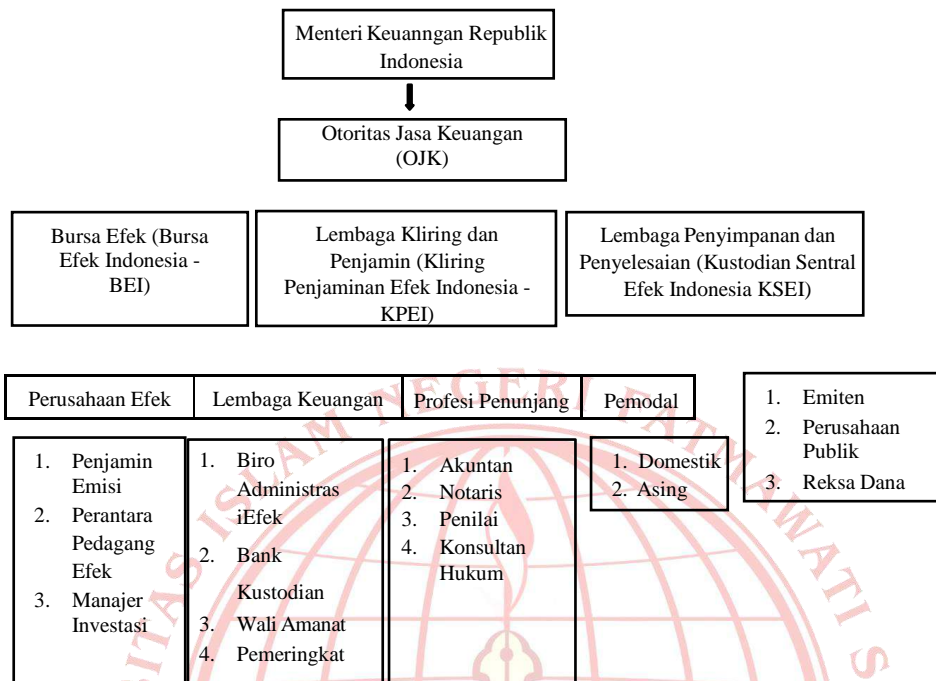 Menteri Keuanngan Republik
Indonesia
Otoritas Jasa Keuangan
(OJK)
Bursa Efek (Bursa
Efek Indonesia -
BEI)
Lembaga Kliring dan
Penjamin (Kliring
Penjaminan Efek Indonesia -
KPEI)
Lembaga Penyimpanan dan
Penyelesaian (Kustodian Sentral
Efek Indonesia KSEI)
Perusahaan Efek
1. Penjamin
Emisi
2. Perantara
Pedagang
Efek
3. Manajer
Investasi
Lembaga Keuangan
1. Biro
Administras
iEfek
2. Bank
Kustodian
3. Wali Amanat
4. Pemeringkat
Profesi Penunjang
1. Akuntan
2. Notaris
3. Penilai
4. Konsultan
Hukum
Pemodal
1. Domestik
2. Asing
1. Emiten
2. Perusahaan
Publik
3. Reksa Dana
ITAS ISLAM NEGERI FATMAWATI S